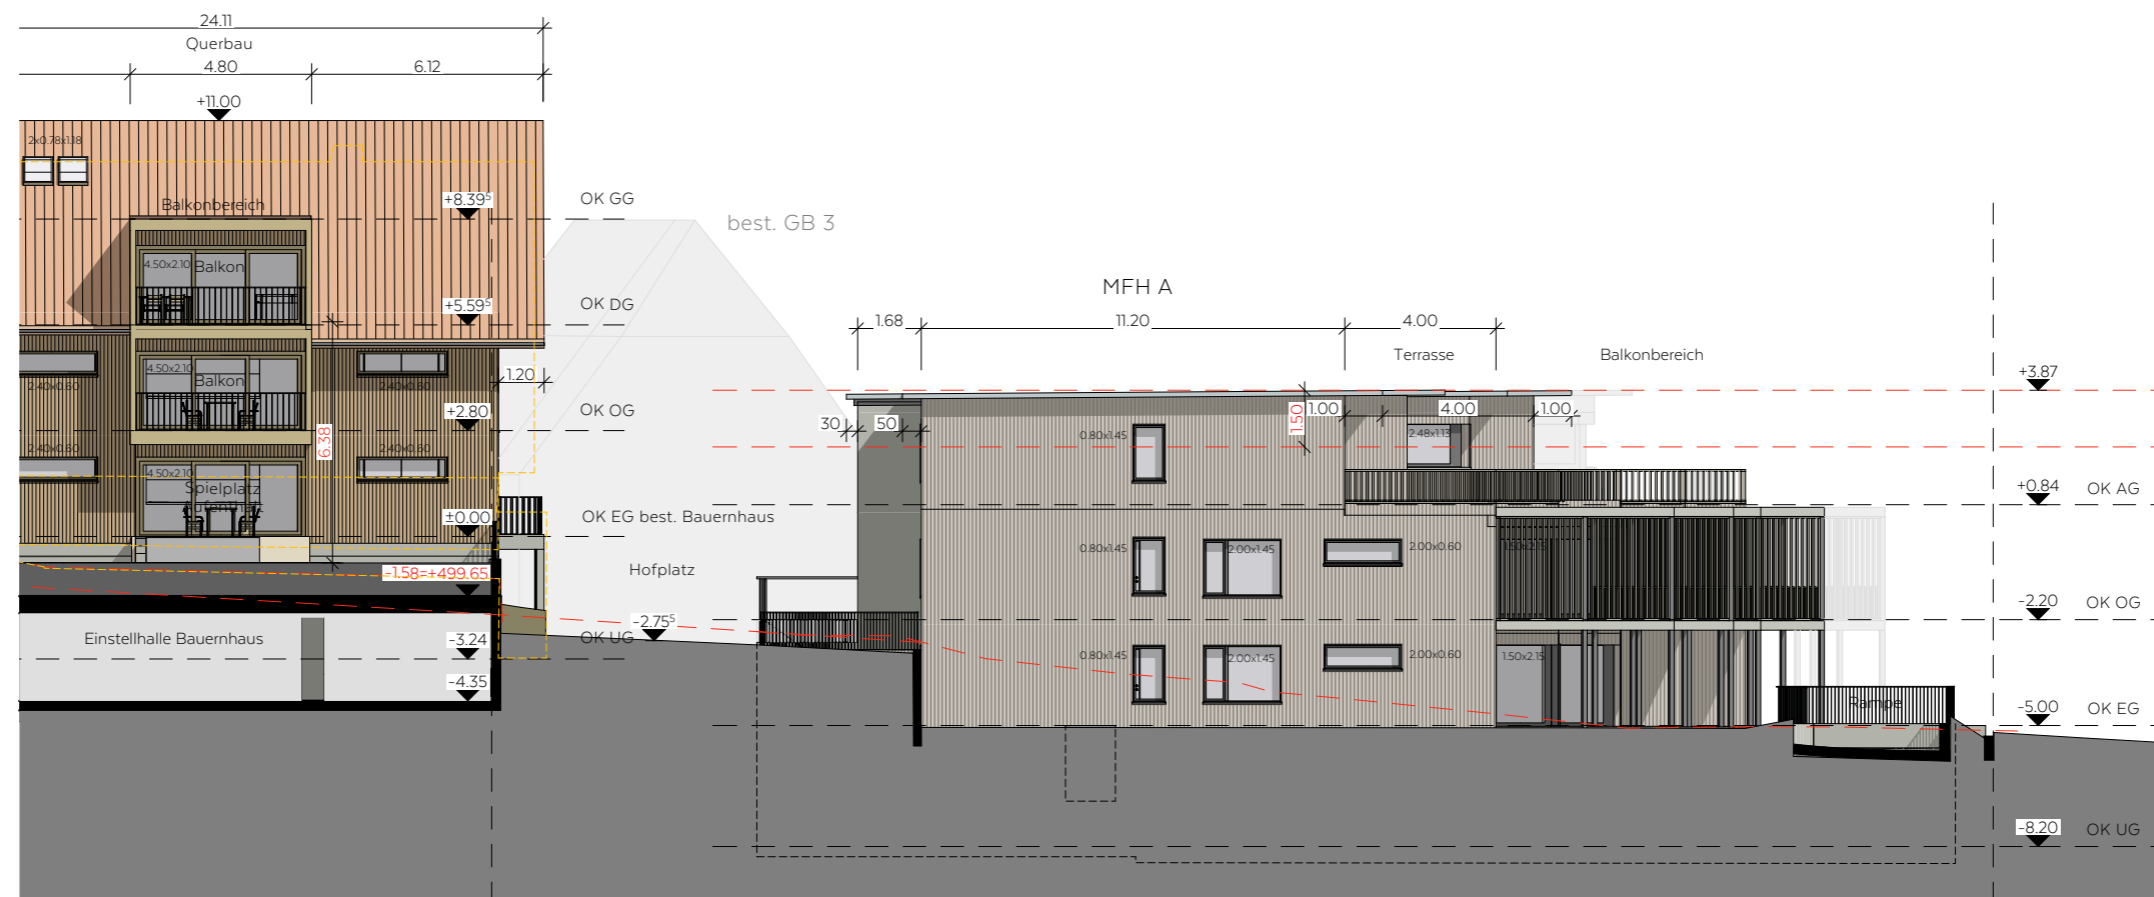 24.11
Querbau
4.80
6.12
+11.00
2x0.78x1.18
Balkonbereich
+8.39⁵
OK GG
best. GB 3
4.50x2.10
Balkon
+5.59⁵
OK DG
MFH A
1.68
11.20
4.00
Terrasse
Balkonbereich
4.50x2.10
Balkon
2.40x0.60
2.40x0.60
1.20
+3.87
+2.80
OK OG
30
50
1.50
1.00
4.00
1.00
0.80x1.45
2.48x1.13
6.38
2.40x0.60
2.40x0.60
4.50x2.10
Spielplatz
Aufenthalt
+0.84
OK AG
±0.00
OK EG best. Bauernhaus
0.80x1.45
2.00x1.45
2.00x0.60
1.50x2.15
-1.58=+499.65
Hofplatz
-2.20
OK OG
-2.75⁵
Einstellhalle Bauernhaus
-3.24
OK UG
0.80x1.45
2.00x1.45
2.00x0.60
1.50x2.15
-4.35
Rampe
-5.00
OK EG
-8.20
OK UG